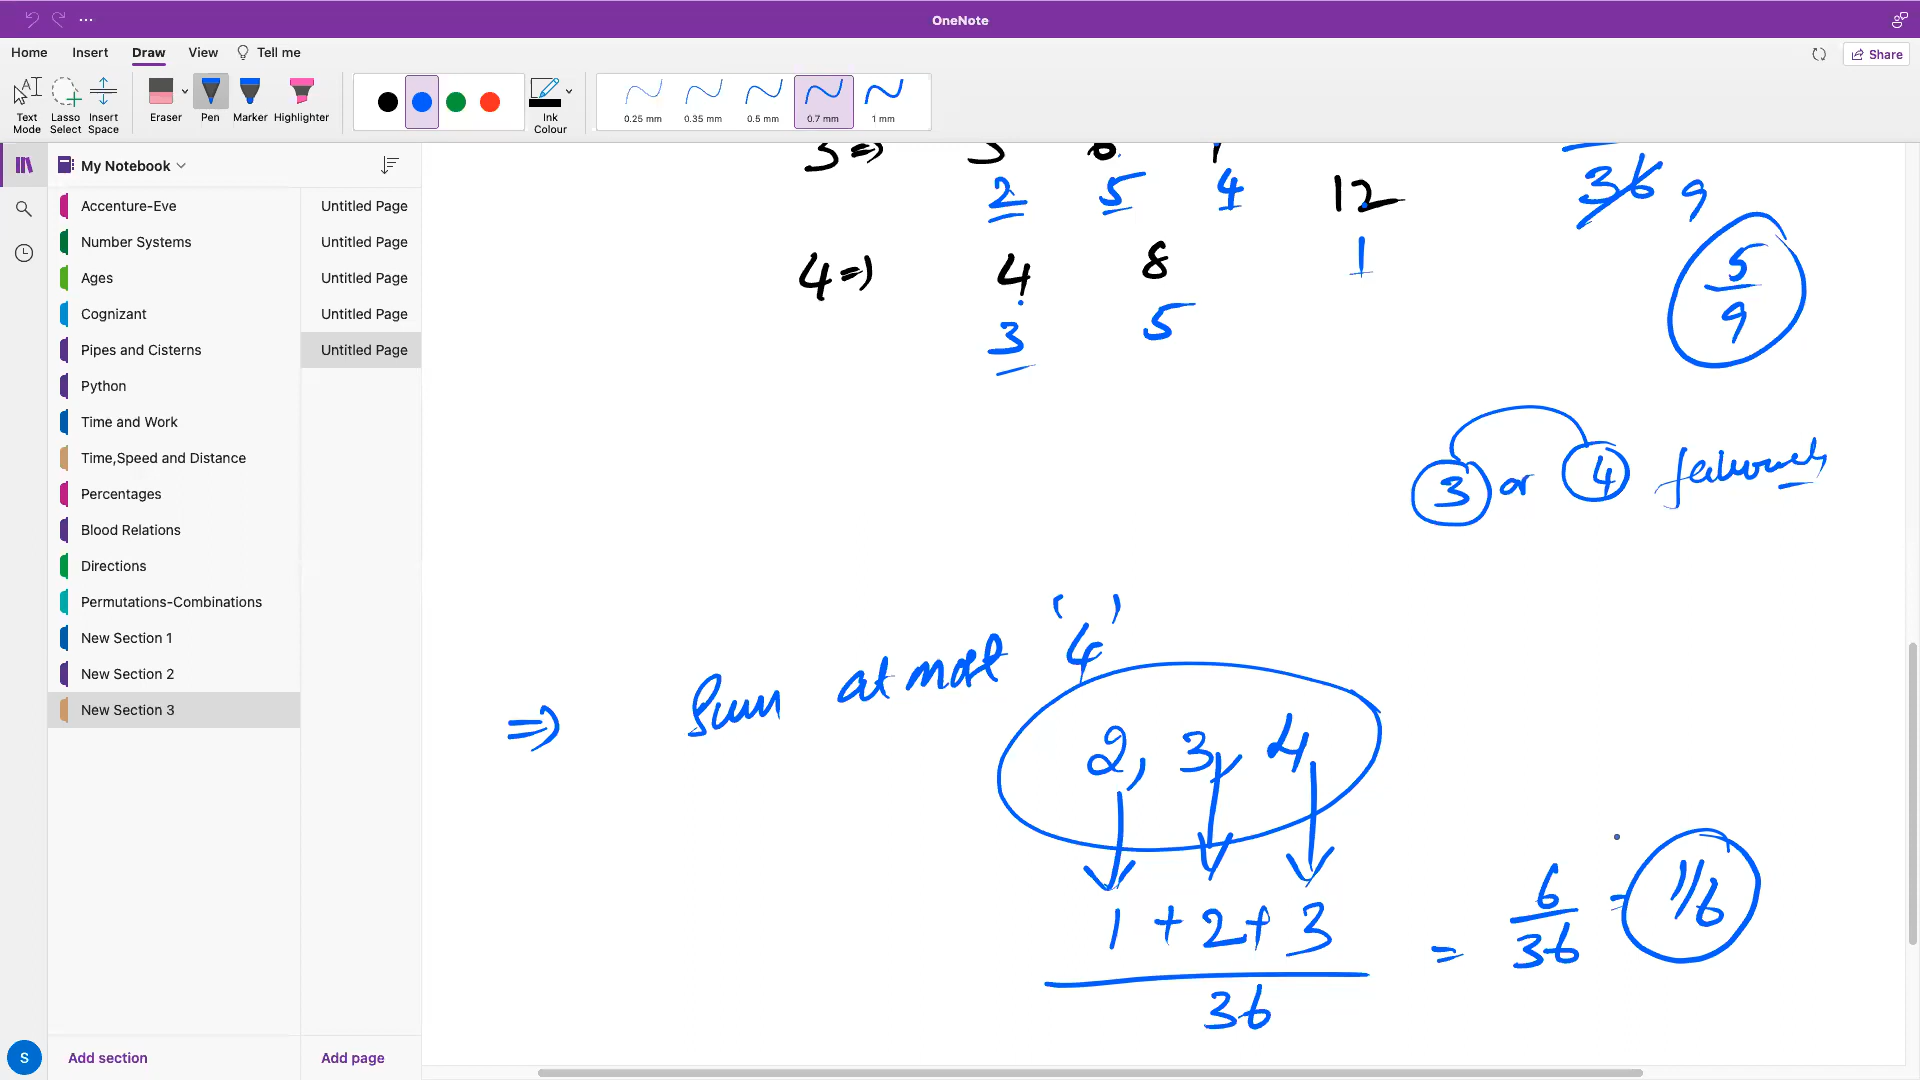 OneNote
Home Insert Draw View Tell me
Share
Text Mode
Lasso Select
Insert Space
Eraser
Pen
Marker
Highlighter
Ink Colour
0.25 mm
0.35 mm
0.5 mm
0.7 mm
1 mm
My Notebook
Accenture-Eve
Number Systems
Ages
Cognizant
Pipes and Cisterns
Python
Time and Work
Time,Speed and Distance
Percentages
Blood Relations
Directions
Permutations-Combinations
New Section 1
New Section 2
New Section 3
Untitled Page
Untitled Page
Untitled Page
Untitled Page
Untitled Page
S
Add section
Add page
3 => 3 6
2 5 4 12
1
4 => 4 8
3 5
36 9
5
9
3 or 4
=> Sum at most '4'
2, 3, 4
1 + 2 + 3
36
= 6
36
= 1/6